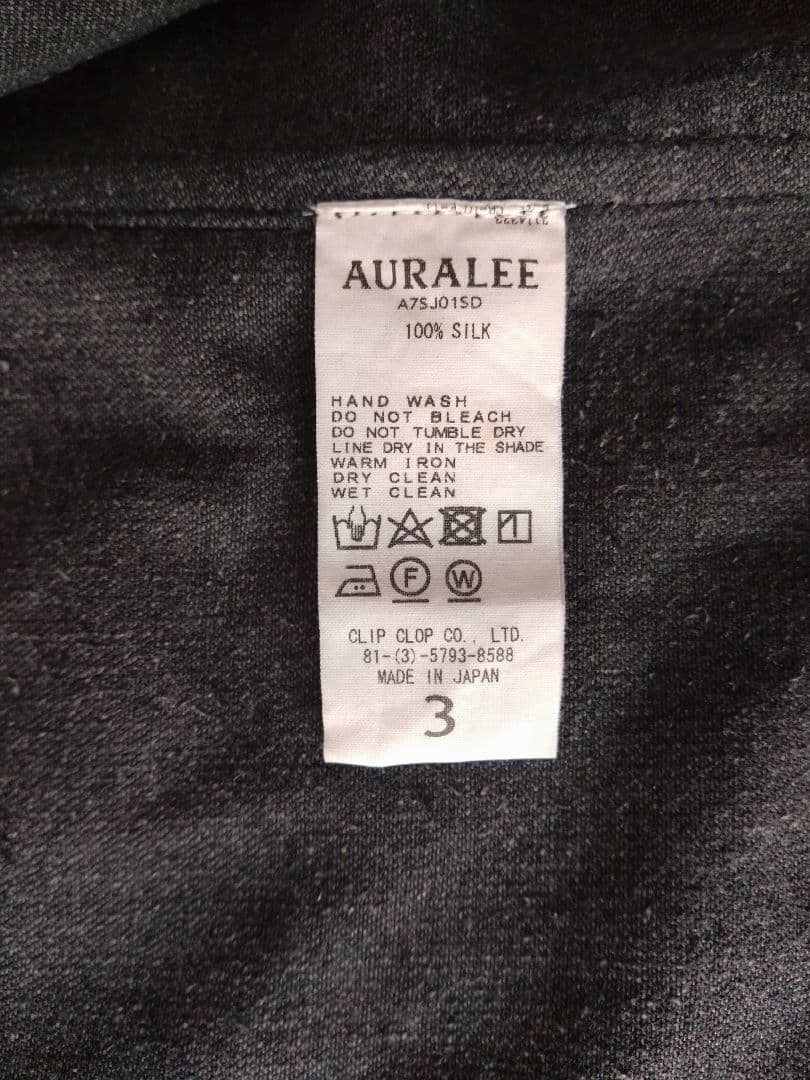 AURALEE
A7SJ01SD
100% SILK
HAND WASH
DO NOT BLEACH
DO NOT TUMBLE DRY
LINE DRY IN THE SHADE
WARM IRON
DRY CLEAN
WET CLEAN
F W
CLIP CLOP CO., LTD.
81-(3)-5793-8588
MADE IN JAPAN
3